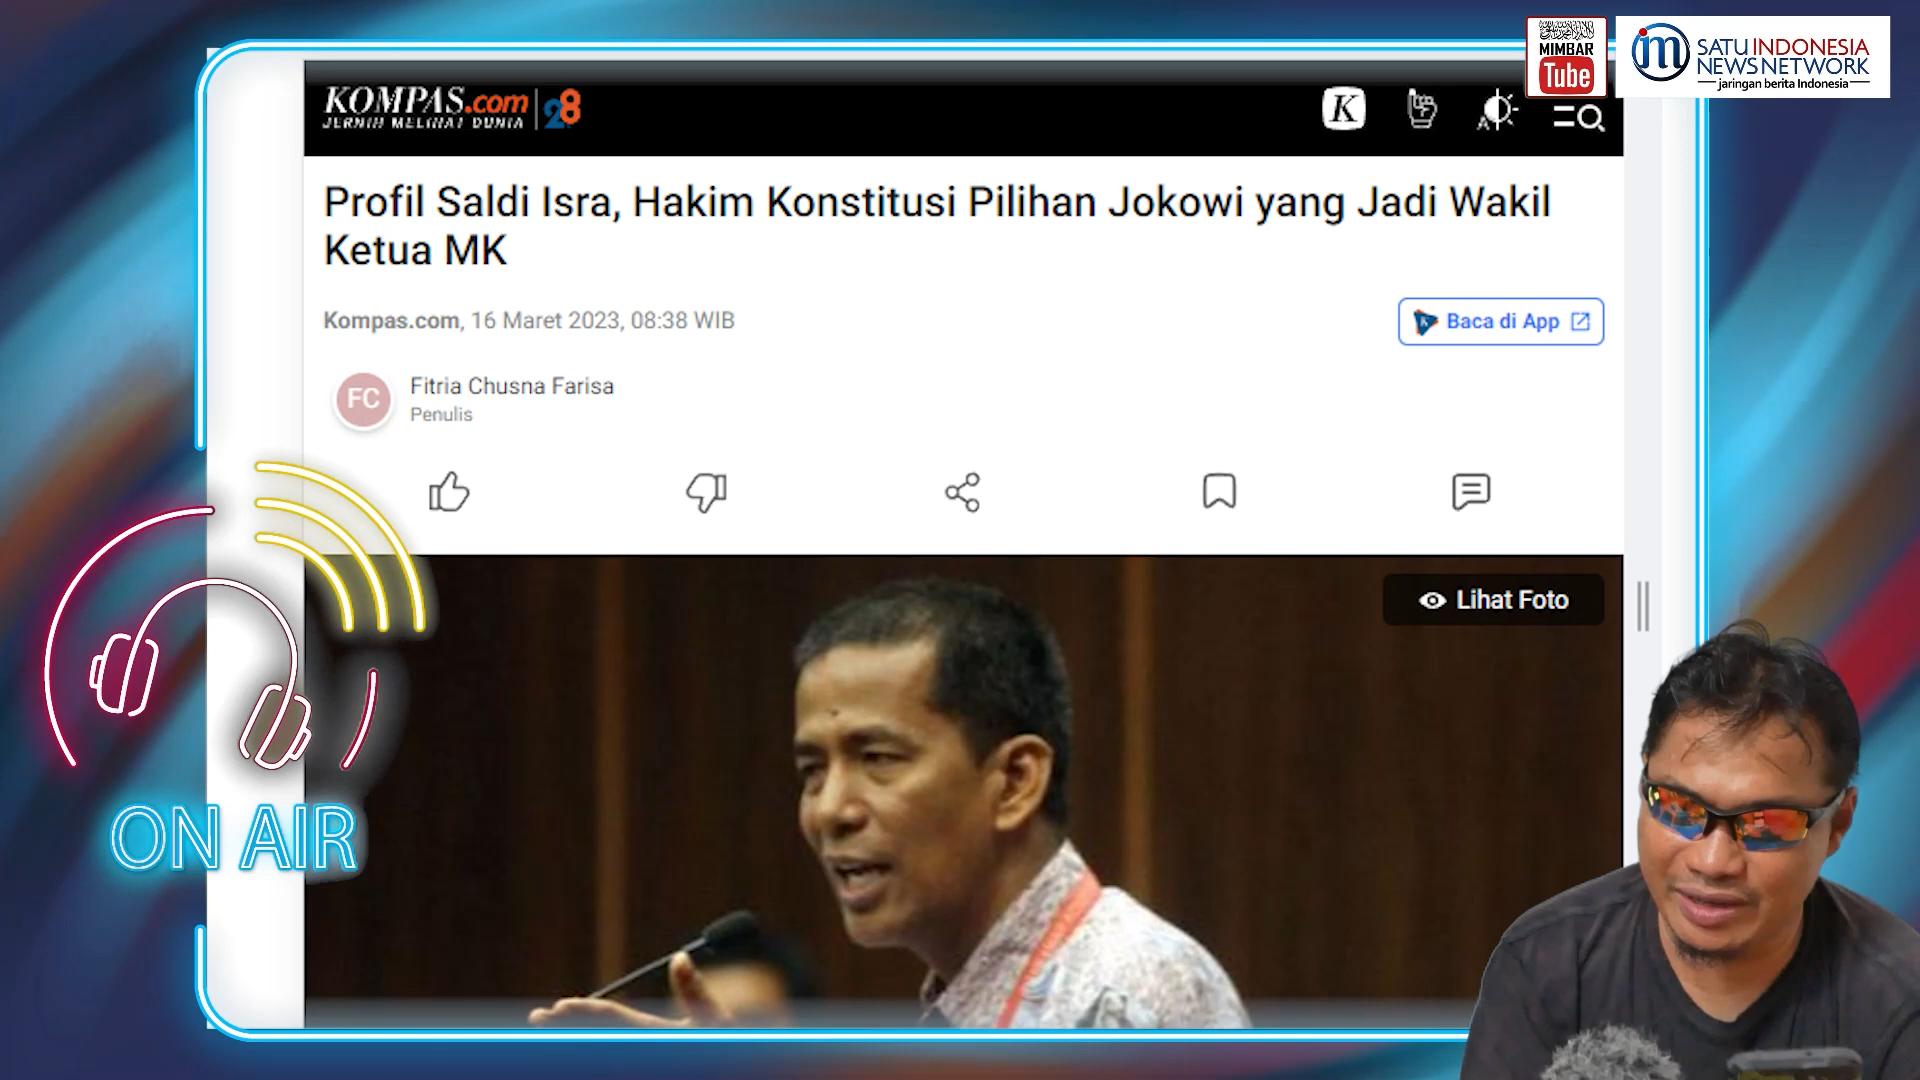 MIMBAR
Tube
SATU INDONESIA
NEWS NETWORK
jaringan berita Indonesia
KOMPAS.com 28
JERNIH MELIHAT DUNIA
K
A
Profil Saldi Isra, Hakim Konstitusi Pilihan Jokowi yang Jadi Wakil
Ketua MK
Kompas.com, 16 Maret 2023, 08:38 WIB
Baca di App
FC
Fitria Chusna Farisa
Penulis
Lihat Foto
ON AIR